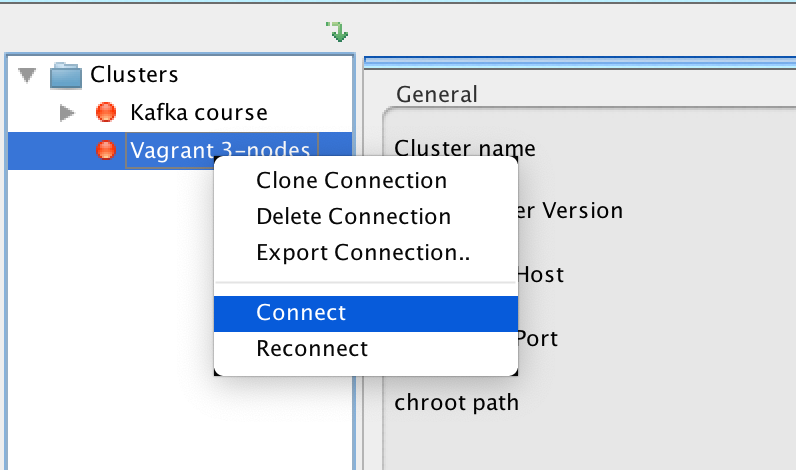 Clusters
Kafka course
Vagrant 3-nodes
Clone Connection
Delete Connection
Export Connection..
Connect
Reconnect
General
Cluster name
Version
Host
Port
chroot path